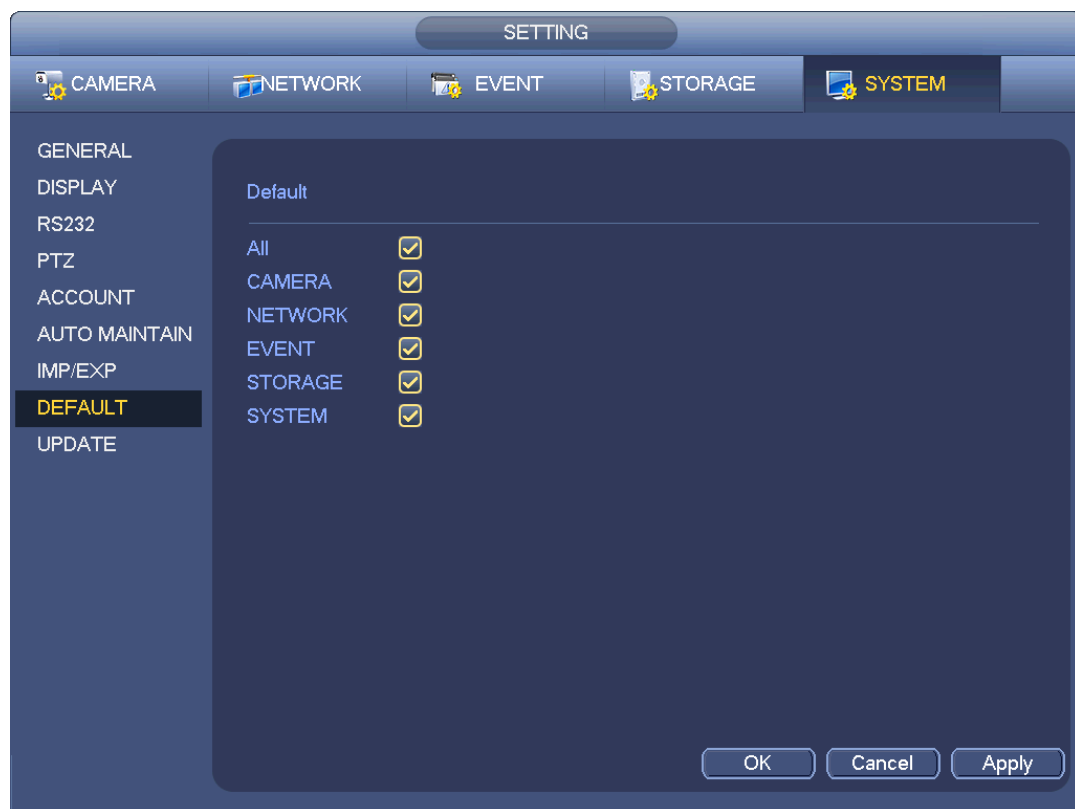 SETTING
CAMERA NETWORK EVENT STORAGE SYSTEM
GENERAL
DISPLAY
RS232
PTZ
ACCOUNT
AUTO MAINTAIN
IMP/EXP
DEFAULT
UPDATE
Default
All
CAMERA
NETWORK
EVENT
STORAGE
SYSTEM
OK Cancel Apply